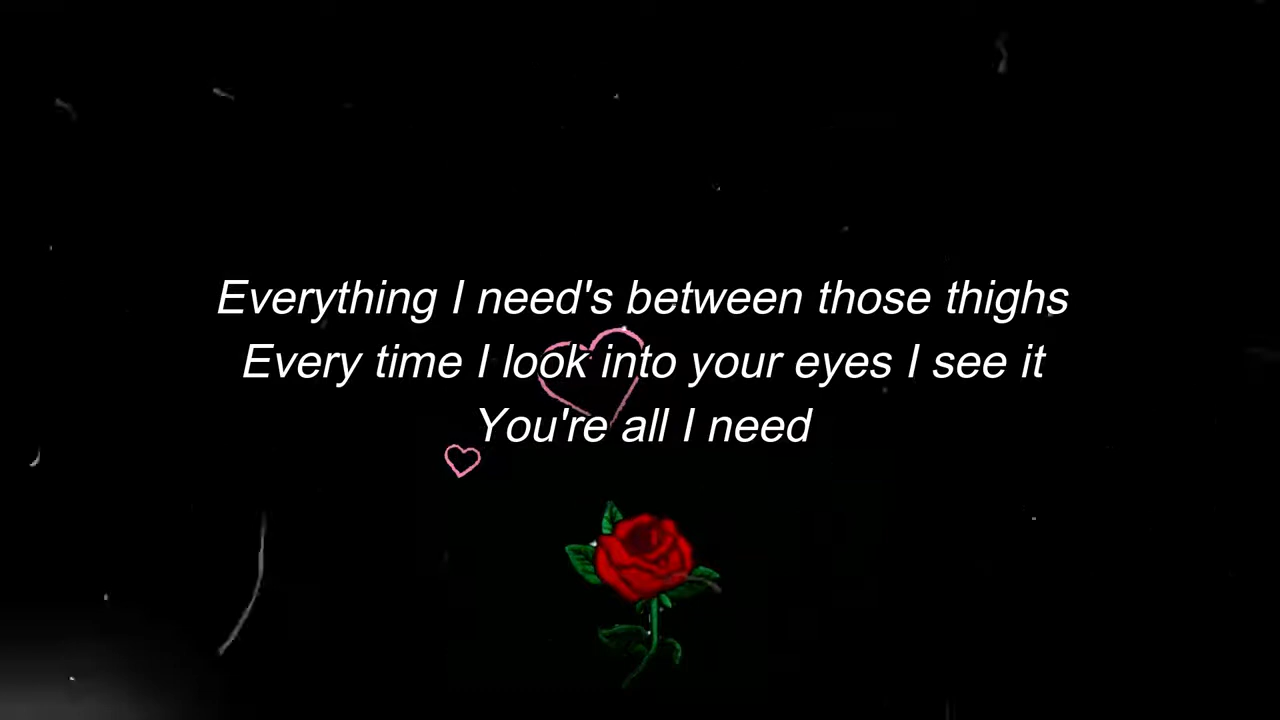 Everything I need's between those thighs
Every time I look into your eyes I see it
You're all I need